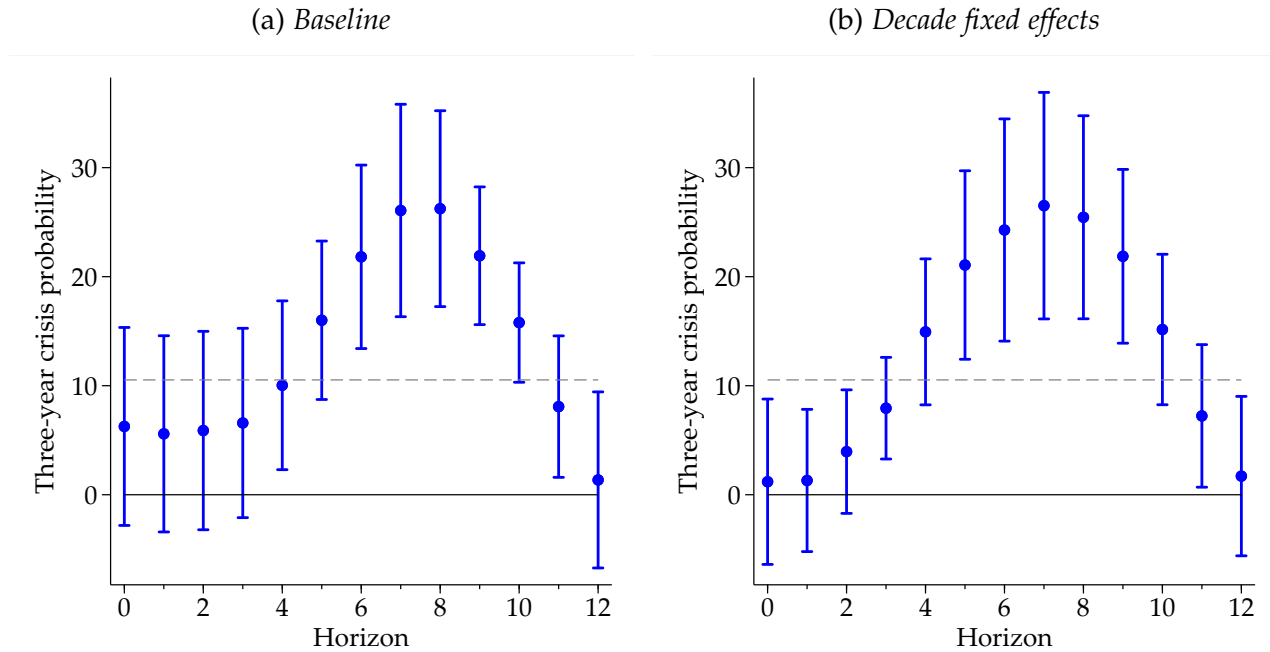 (a) Baseline
Three-year crisis probability
30
20
10
0
0 2 4 6 8 10 12
Horizon
(b) Decade fixed effects
Three-year crisis probability
30
20
10
0
0 2 4 6 8 10 12
Horizon